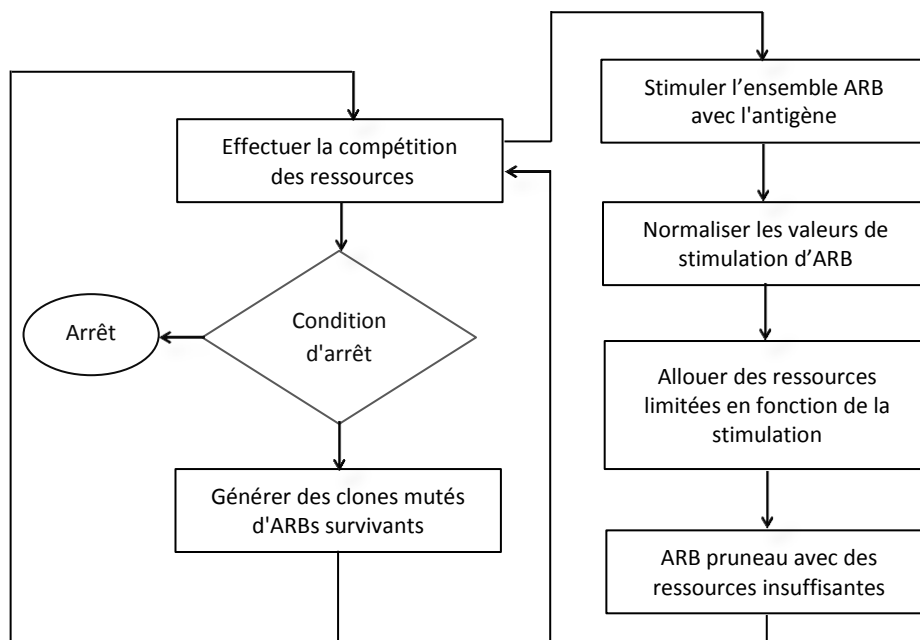 Effectuer la compétition
des ressources
Condition
d'arrêt
Arrêt
Générer des clones mutés
d'ARBs survivants
Stimuler l’ensemble ARB
avec l'antigène
Normaliser les valeurs de
stimulation d’ARB
Allouer des ressources
limitées en fonction de la
stimulation
ARB pruneau avec des
ressources insuffisantes